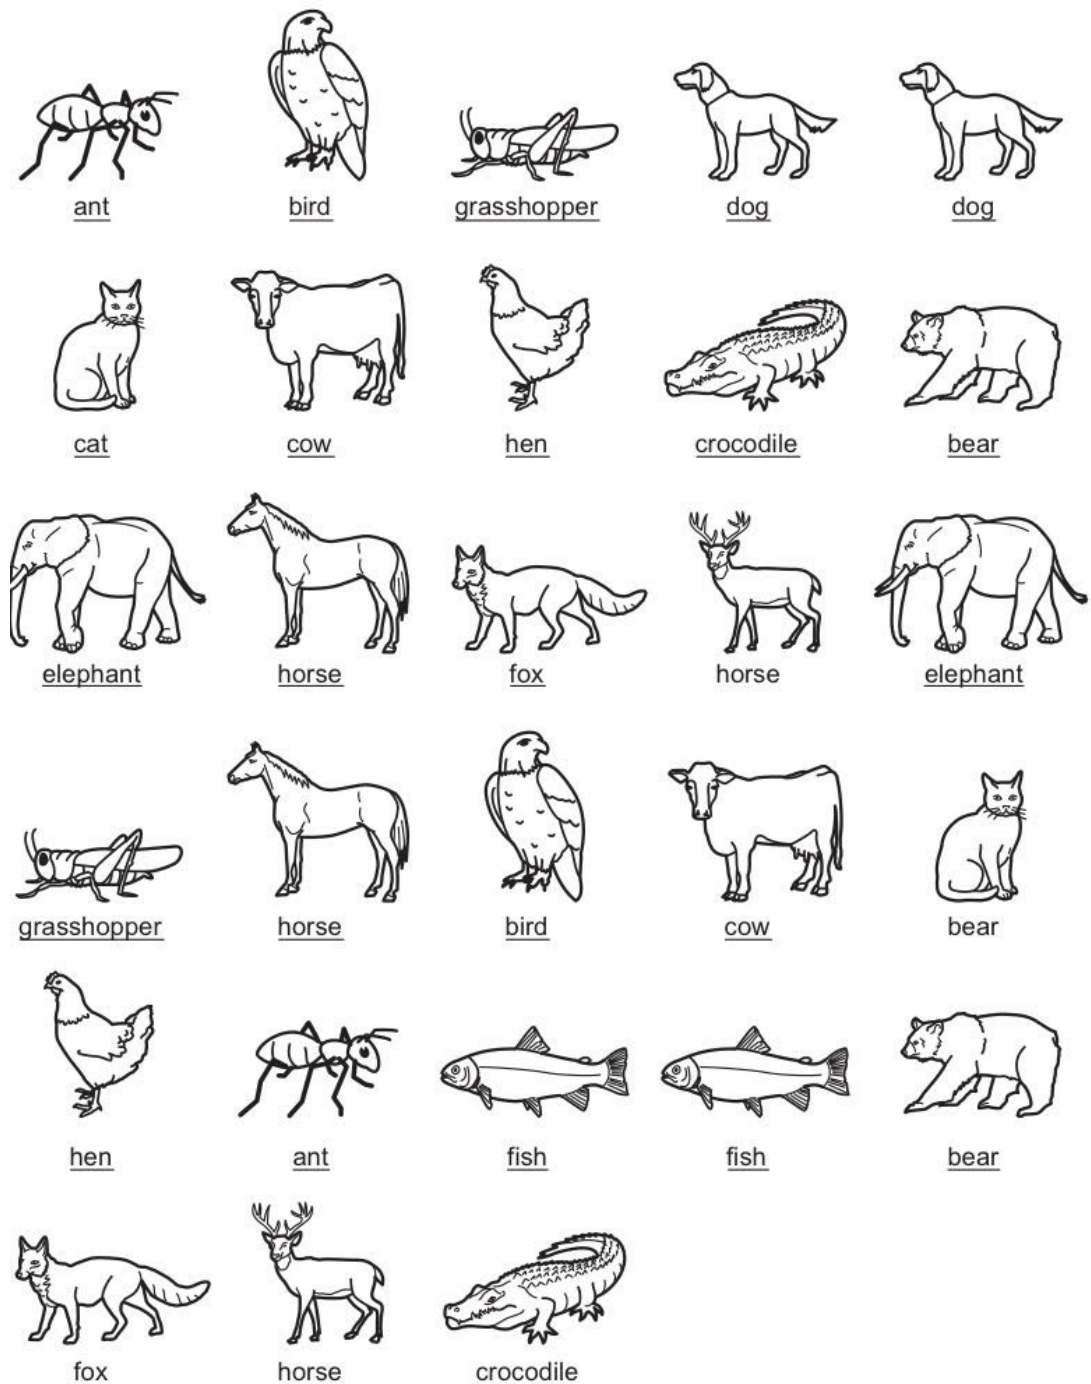 ant bird grasshopper dog dog
cat cow hen crocodile bear
elephant horse fox horse elephant
grasshopper horse bird cow bear
hen ant fish fish bear
fox horse crocodile